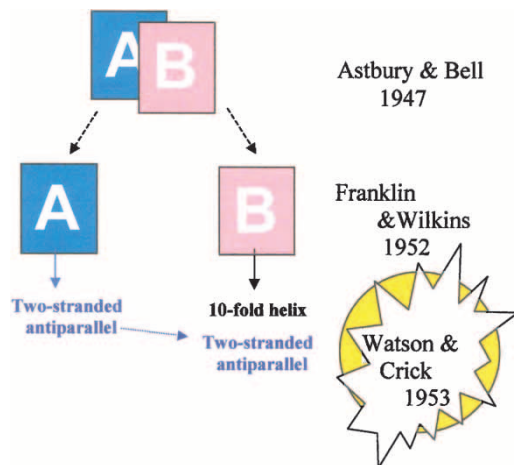 A B
Astbury & Bell
1947
A
B
Franklin
&Wilkins
1952
Two-stranded
antiparallel
10-fold helix
Two-stranded
antiparallel
Watson &
Crick
1953